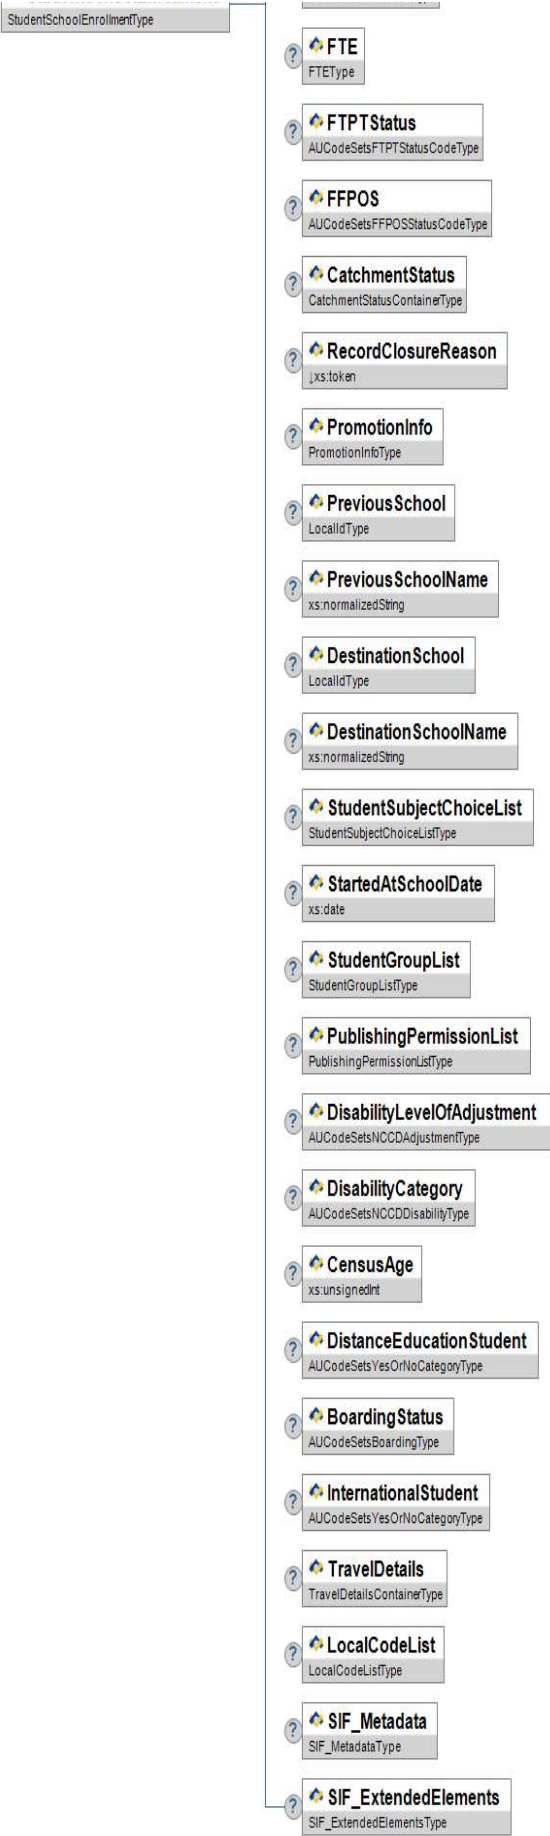 StudentSchoolEnrollmentType
?
FTE
FTEType
?
FTPTStatus
AUCodeSetsFTPTStatusCodeType
?
FFPOS
AUCodeSetsFFPOSStatusCodeType
?
CatchmentStatus
CatchmentStatusContainerType
?
RecordClosureReason
↓xs:token
?
PromotionInfo
PromotionInfoType
?
PreviousSchool
LocalIdType
?
PreviousSchoolName
xs:normalizedString
?
DestinationSchool
LocalIdType
?
DestinationSchoolName
xs:normalizedString
?
StudentSubjectChoiceList
StudentSubjectChoiceListType
?
StartedAtSchoolDate
xs:date
?
StudentGroupList
StudentGroupListType
?
PublishingPermissionList
PublishingPermissionListType
?
DisabilityLevelOfAdjustment
AUCodeSetsNCCDAdjustmentType
?
DisabilityCategory
AUCodeSetsNCCDDisabilityType
?
CensusAge
xs:unsignedInt
?
DistanceEducationStudent
AUCodeSetsYesOrNoCategoryType
?
BoardingStatus
AUCodeSetsBoardingType
?
InternationalStudent
AUCodeSetsYesOrNoCategoryType
?
TravelDetails
TravelDetailsContainerType
?
LocalCodeList
LocalCodeListType
?
SIF_Metadata
SIF_MetadataType
?
SIF_ExtendedElements
SIF_ExtendedElementsType